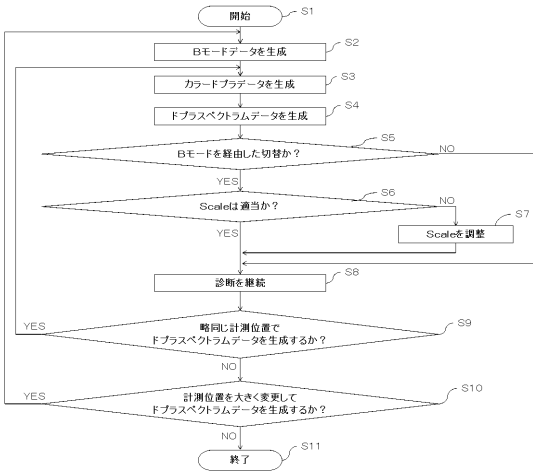 開始
S1
Bモードデータを生成
S2
カラードプラデータを生成
S3
ドプラスペクトラムデータを生成
S4
Bモードを経由した切替か？
S5
NO
YES
Scaleは適当か？
S6
NO
YES
Scaleを調整
S7
診断を継続
S8
略同じ計測位置で
ドプラスペクトラムデータを生成するか？
S9
YES
NO
計測位置を大きく変更して
ドプラスペクトラムデータを生成するか？
S10
YES
NO
終了
S11